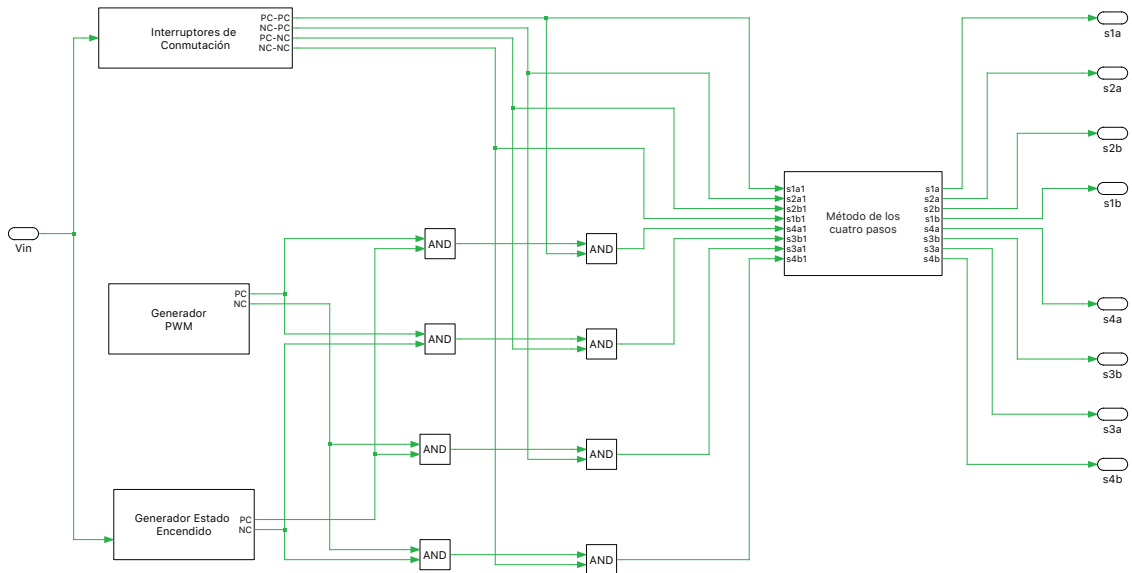 Interruptores de
Conmutación
PC-PC
NC-PC
PC-NC
NC-NC
s1a
s2a
s2b
s1b
s1a1
s2a1
s2b1
s1b1
s4a1
s3b1
s3a1
s4b1
Método de los
cuatro pasos
s1a
s2a
s2b
s1b
s4a
s3b
s3a
s4b
Vin
AND
AND
Generador
PWM
PC
NC
AND
AND
s4a
s3b
s3a
s4b
AND
AND
Generador Estado
Encendido
PC
NC
AND
AND